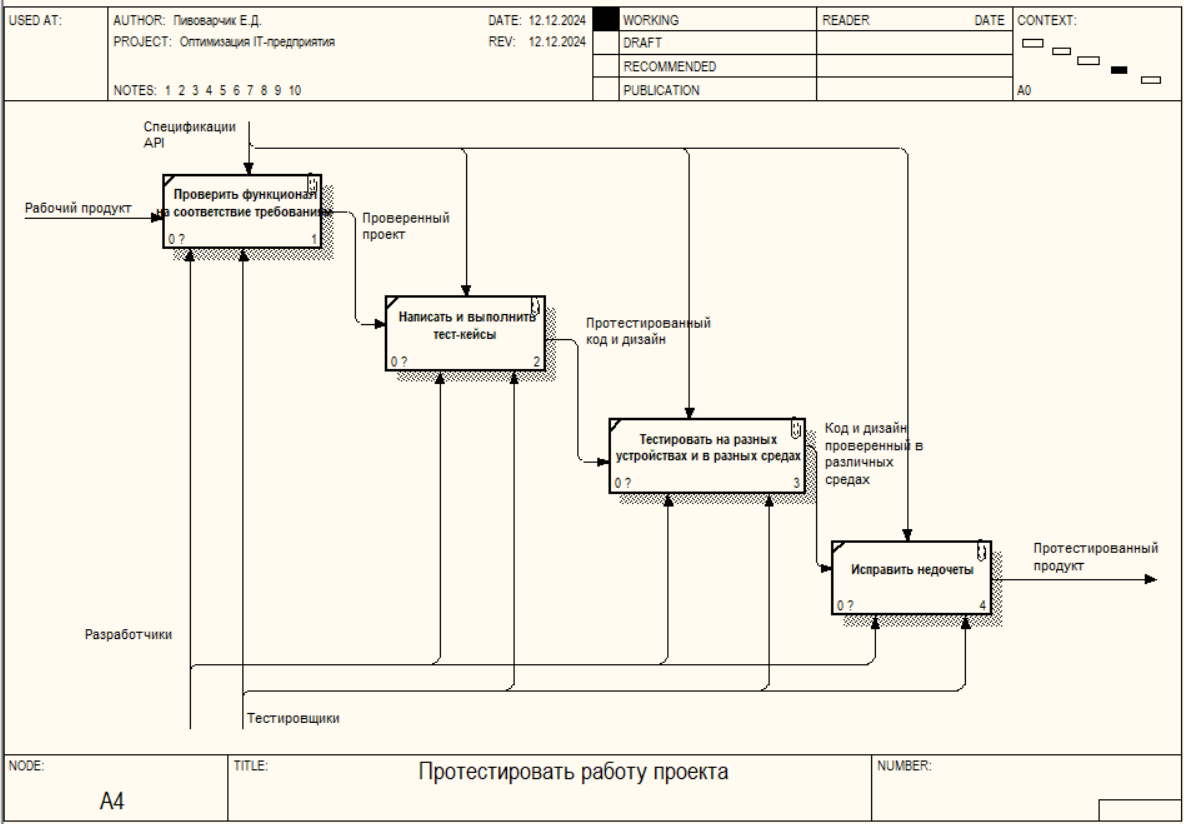 USED AT:
AUTHOR: Пивоварчик Е.Д.
DATE: 12.12.2024
PROJECT: Оптимизация IT-предприятия
REV: 12.12.2024
NOTES: 1 2 3 4 5 6 7 8 9 10
WORKING
DRAFT
RECOMMENDED
PUBLICATION
READER
DATE
CONTEXT:
A0
Спецификации
API
Рабочий продукт
Проверить функционал
на соответствие требованиям
0 ?
1
Проверенный
проект
Написать и выполнить
тест-кейсы
0 ?
2
Протестированный
код и дизайн
Тестировать на разных
устройствах и в разных средах
0 ?
3
Код и дизайн
проверенный в
различных
средах
Исправить недочеты
0 ?
4
Протестированный
продукт
Разработчики
Тестировщики
NODE:
A4
TITLE:
Протестировать работу проекта
NUMBER: